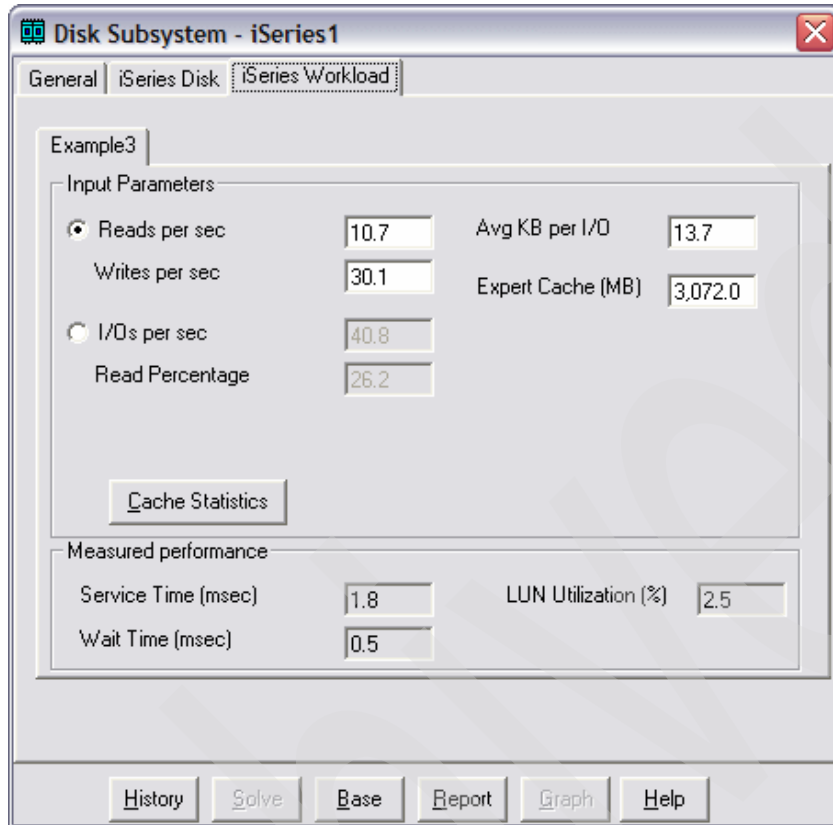 Disk Subsystem - iSeries1
General iSeries Disk iSeries Workload
Example3
Input Parameters
Reads per sec 10.7 Avg KB per I/O 13.7
Writes per sec 30.1 Expert Cache (MB) 3,072.0
I/Os per sec 40.8
Read Percentage 26.2
Cache Statistics
Measured performance
Service Time (msec) 1.8 LUN Utilization (%) 2.5
Wait Time (msec) 0.5
History Solve Base Report Graph Help